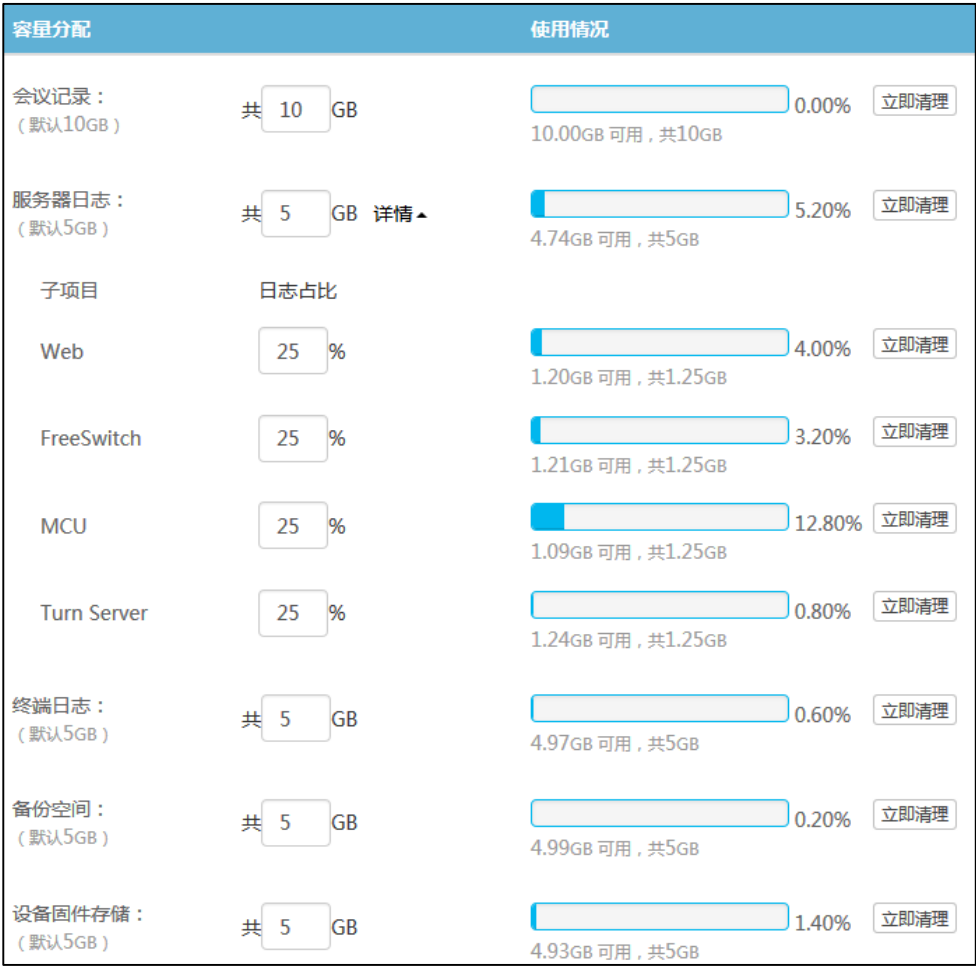 容量分配 使用情况
会议记录： 共 10 GB 0.00% 立即清理
（默认10GB） 10.00GB 可用，共10GB
服务器日志： 共 5 GB 详情 5.20% 立即清理
（默认5GB） 4.74GB 可用，共5GB
子项目 日志占比
Web 25 % 4.00% 立即清理
1.20GB 可用，共1.25GB
FreeSwitch 25 % 3.20% 立即清理
1.21GB 可用，共1.25GB
MCU 25 % 12.80% 立即清理
1.09GB 可用，共1.25GB
Turn Server 25 % 0.80% 立即清理
1.24GB 可用，共1.25GB
终端日志： 共 5 GB 0.60% 立即清理
（默认5GB） 4.97GB 可用，共5GB
备份空间： 共 5 GB 0.20% 立即清理
（默认5GB） 4.99GB 可用，共5GB
设备固件存储： 共 5 GB 1.40% 立即清理
（默认5GB） 4.93GB 可用，共5GB